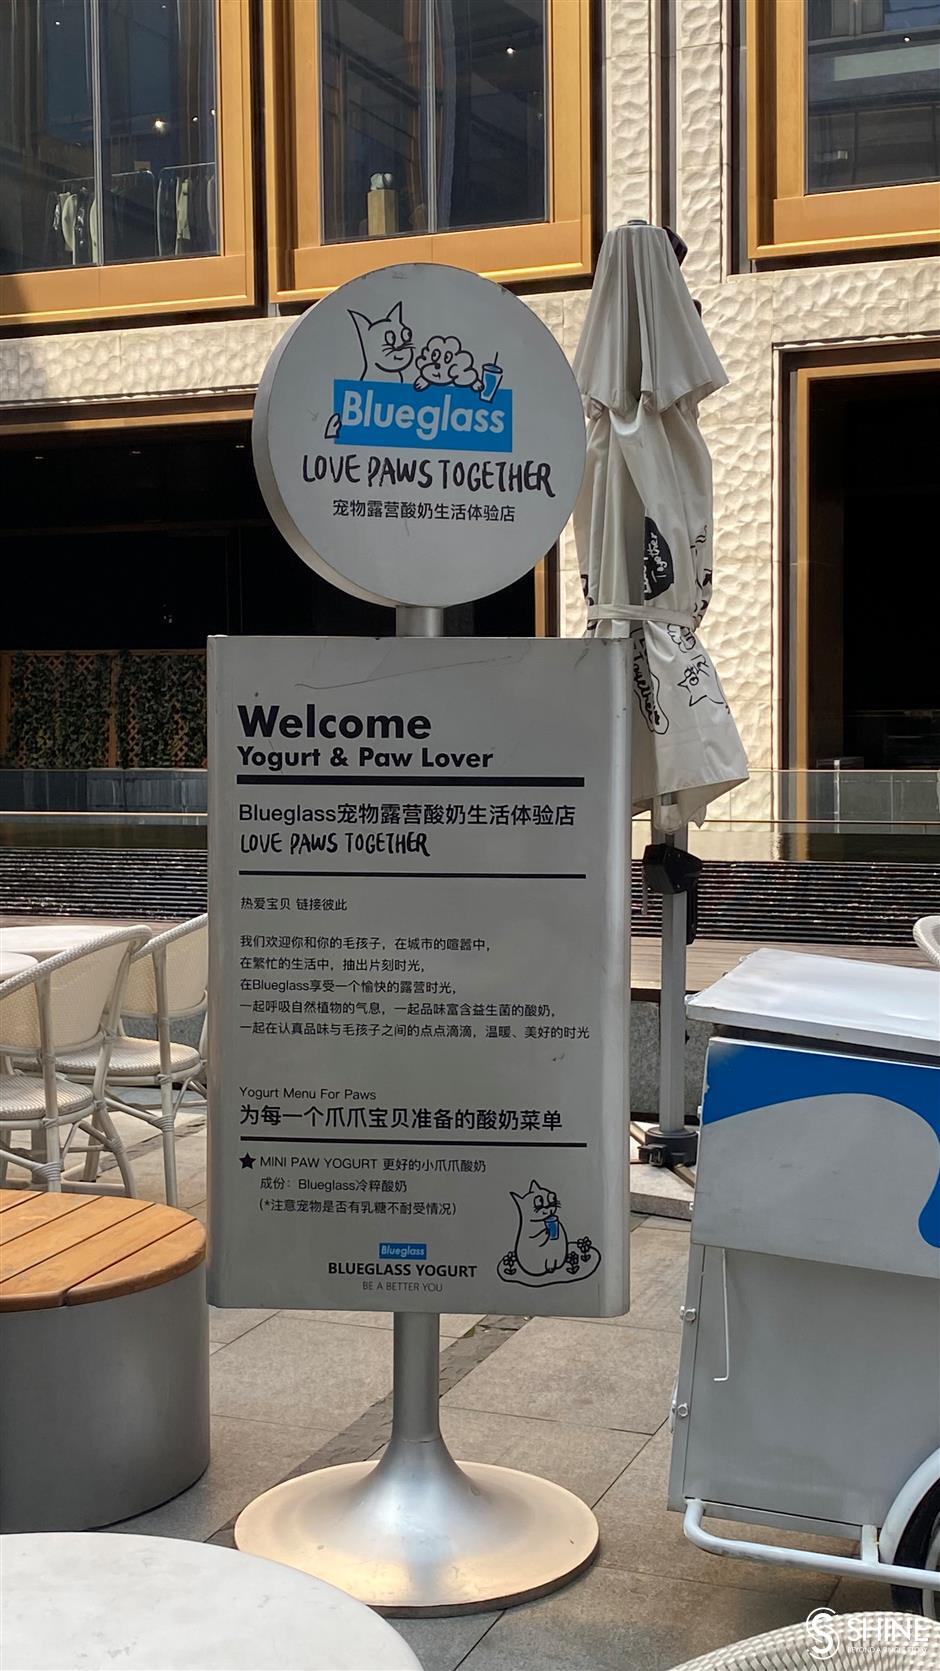 Blueglass
LOVE PAWS TOGETHER
宠物露营酸奶生活体验店
Together
Together
Welcome
Yogurt & Paw Lover
Blueglass宠物露营酸奶生活体验店
LOVE PAWS TOGETHER
热爱宝贝 链接彼此
我们欢迎你和你的毛孩子，在城市的喧嚣中，
在繁忙的生活中，抽出片刻时光，
在Blueglass享受一个愉快的露营时光，
一起呼吸自然植物的气息，一起品味富含益生菌的酸奶，
一起在认真品味与毛孩子之间的点点滴滴，温暖、美好的时光
Yogurt Menu For Paws
为每一个爪爪宝贝准备的酸奶菜单
★ MINI PAW YOGURT 更好的小爪爪酸奶
成份：Blueglass冷粹酸奶
(*注意宠物是否有乳糖不耐受情况)
Blueglass
BLUEGLASS YOGURT
BE A BETTER YOU
SHINE